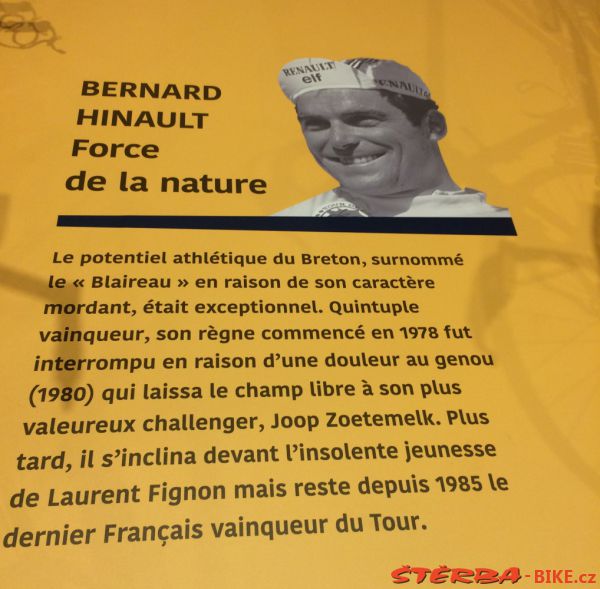 BERNARD
HINAULT
Force
de la nature
RENAULT
elf
RENAULT
Le potentiel athlétique du Breton, surnommé
le « Blaireau » en raison de son caractère
mordant, était exceptionnel. Quintuple
vainqueur, son règne commencé en 1978 fut
interrompu en raison d’une douleur au genou
(1980) qui laissa le champ libre à son plus
valeureux challenger, Joop Zoetemelk. Plus
tard, il s’inclina devant l’insolente jeunesse
de Laurent Fignon mais reste depuis 1985 le
dernier Français vainqueur du Tour.
ŠTĚRBA-BIKE.cz